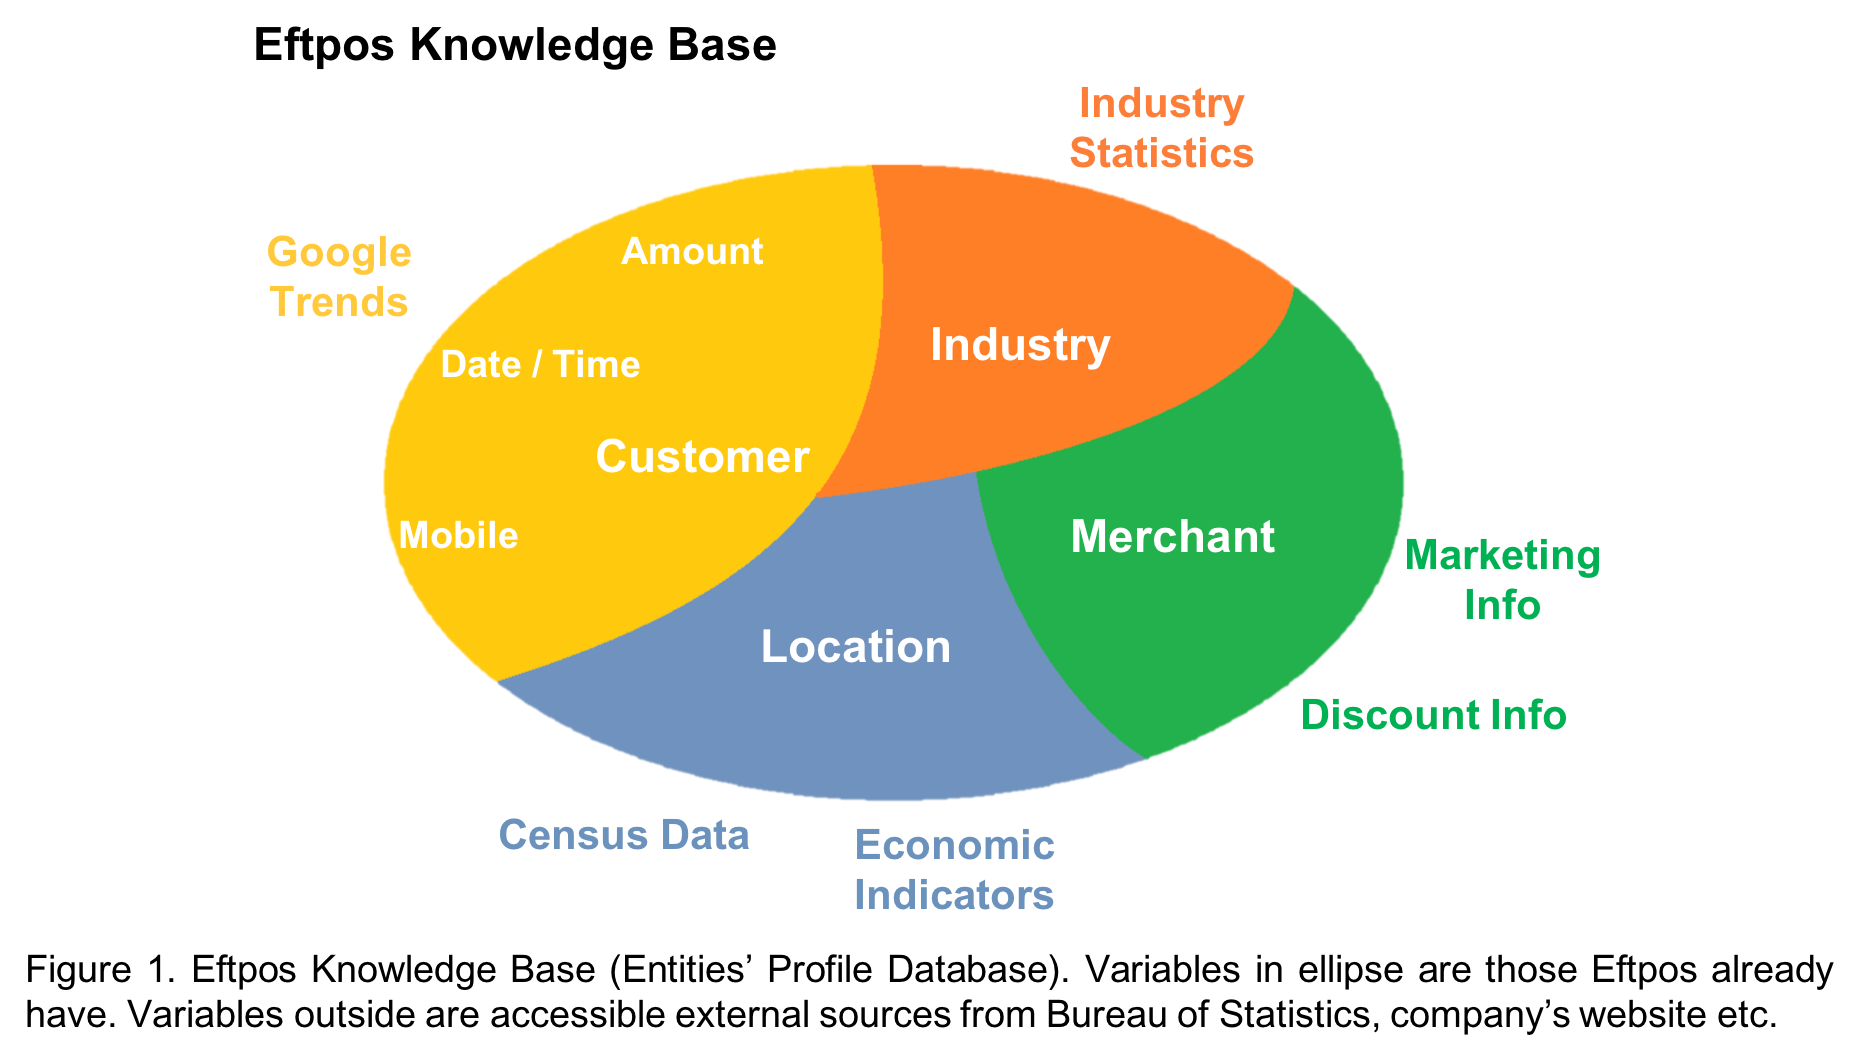 Eftpos Knowledge Base
Industry
Statistics
Google
Trends
Amount
Date / Time
Industry
Customer
Mobile
Merchant
Marketing
Info
Location
Discount Info
Census Data
Economic
Indicators
Figure 1. Eftpos Knowledge Base (Entities’ Profile Database). Variables in ellipse are those Eftpos already
have. Variables outside are accessible external sources from Bureau of Statistics, company’s website etc.